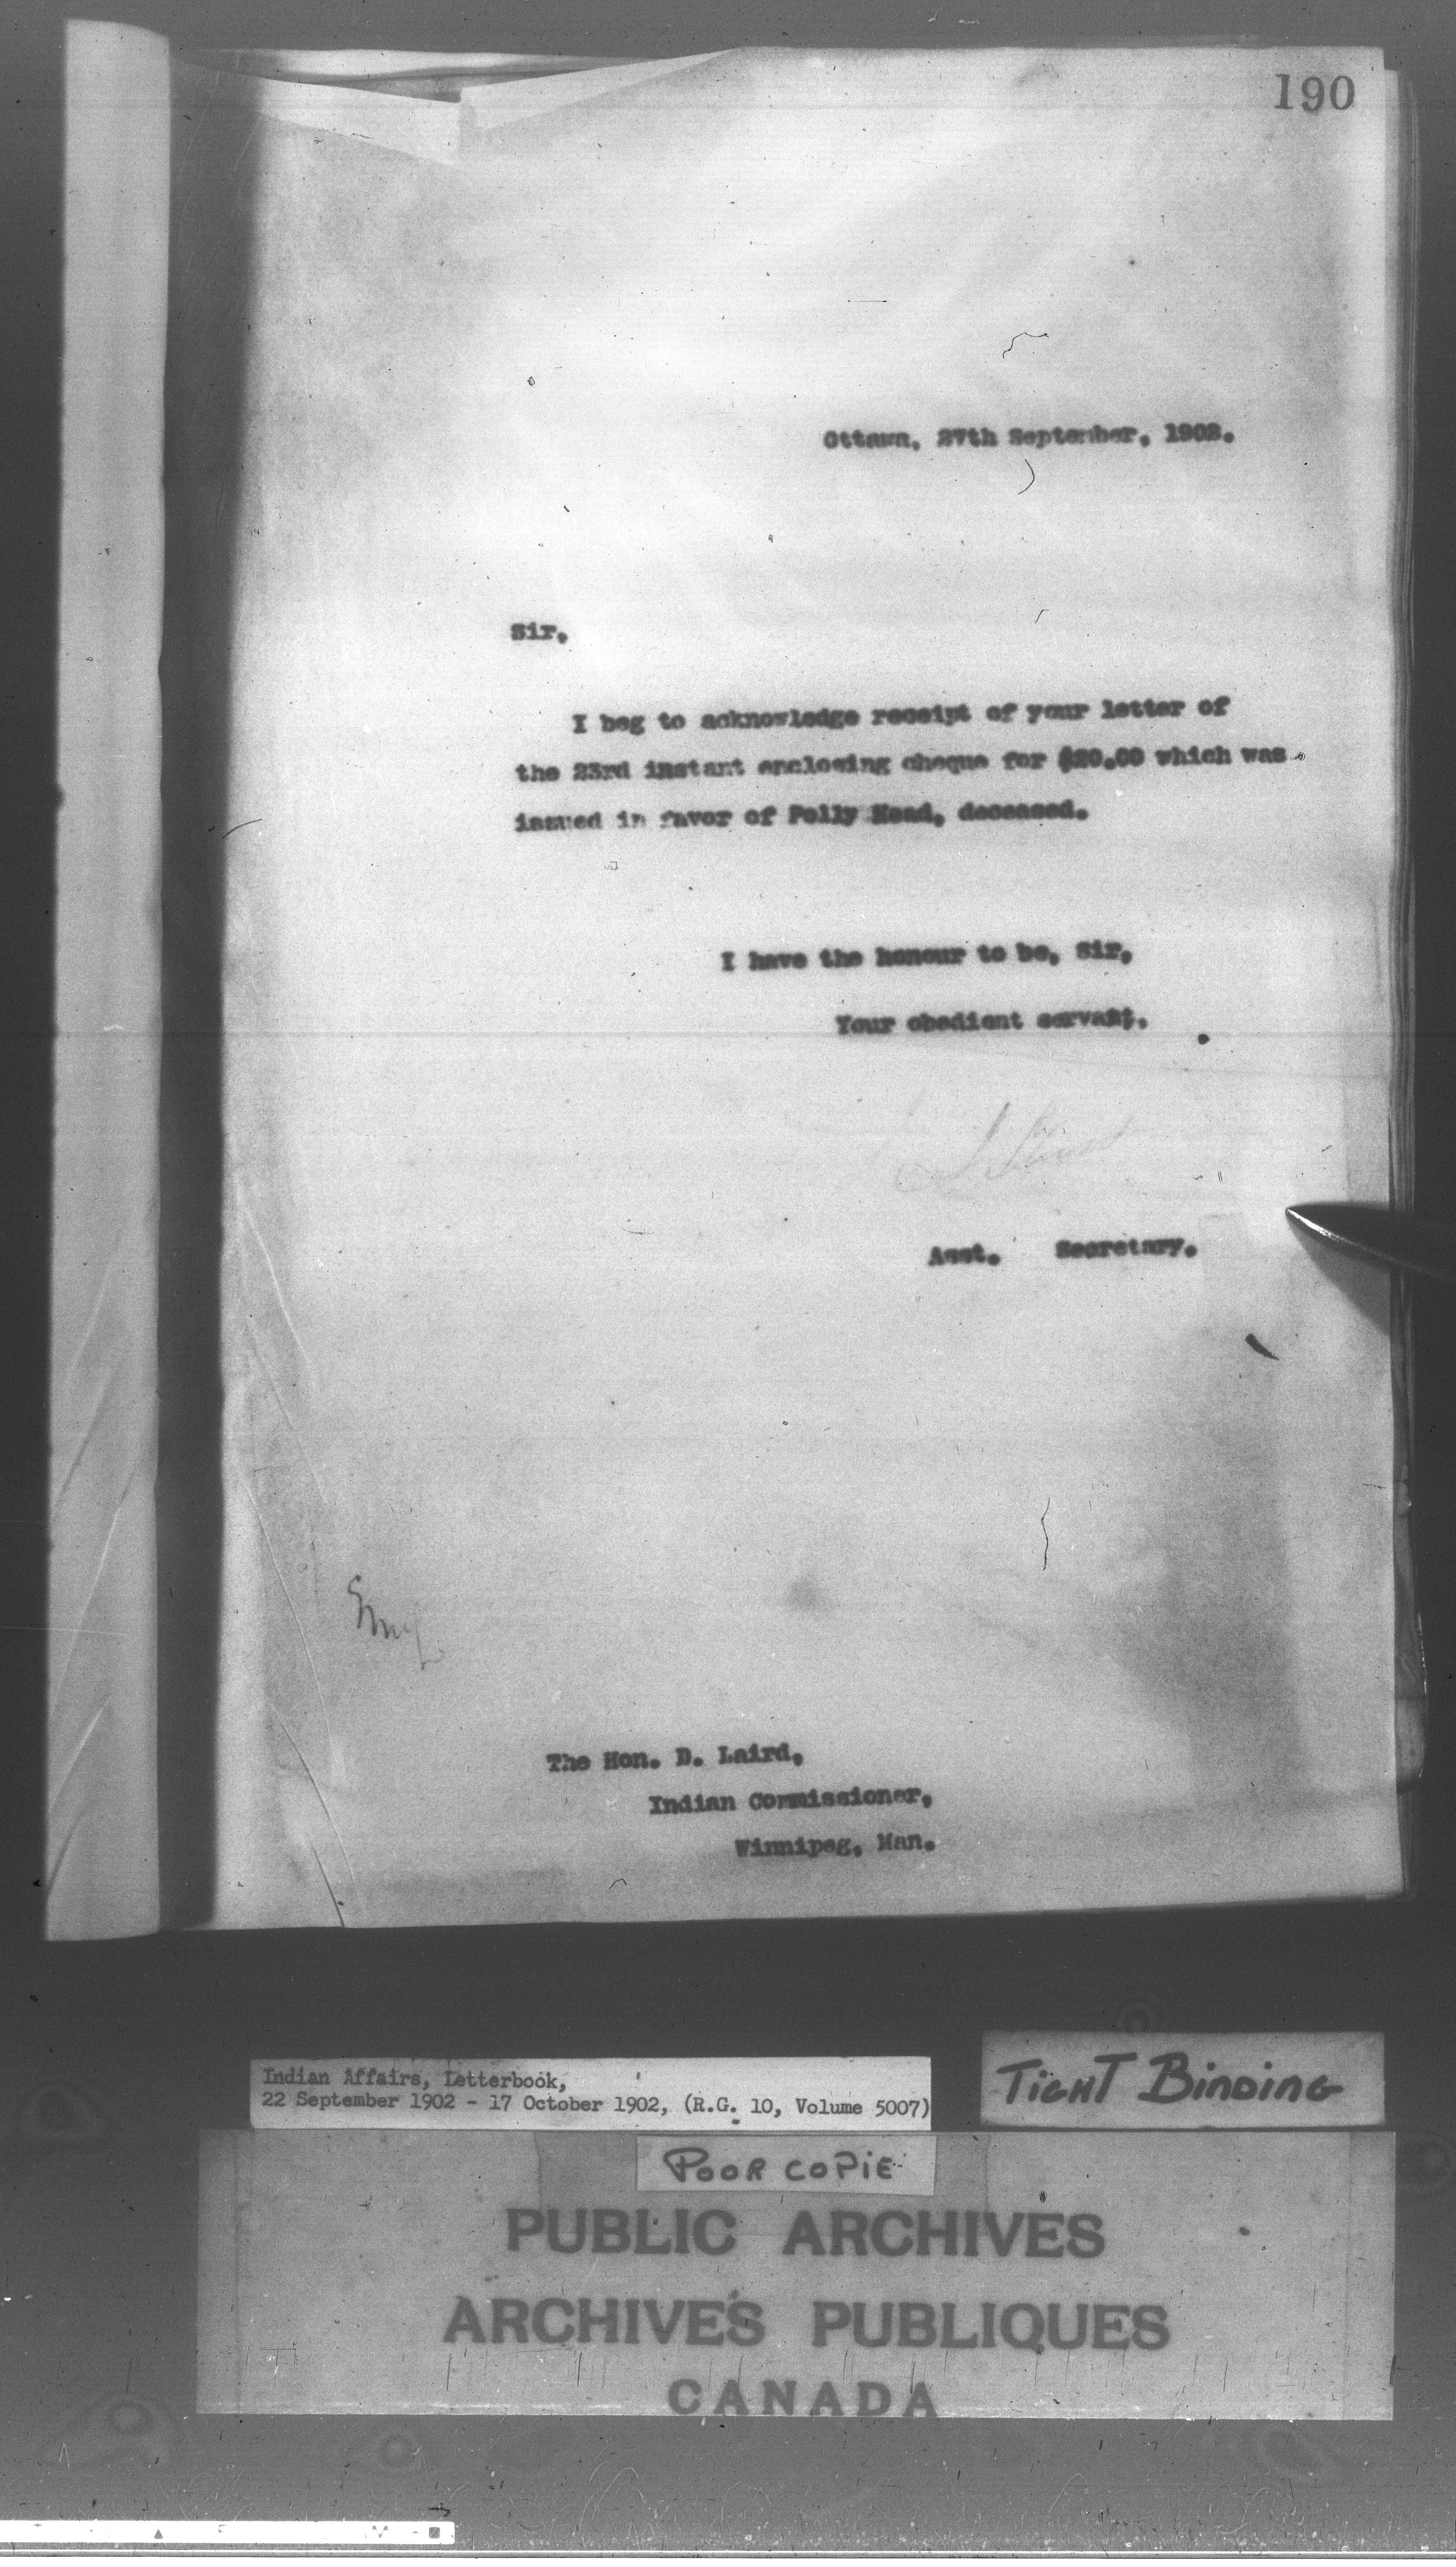 190
Ottawa, 27th September, 1902.
Sir,
I beg to acknowledge receipt of your letter of
the 23rd instant enclosing cheque for $20.00 which was
issued in favor of Polly Head, deceased.
I have the honour to be, Sir,
Your obedient servant,
Asst. Secretary.
The Hon. D. Laird,
Indian Commissioner,
Winnipeg, Man.
Indian Affairs, Letterbook,
22 September 1902 - 17 October 1902, (R.G. 10, Volume 5007)
TIGHT BINDING
POOR COPIE
PUBLIC ARCHIVES
ARCHIVES PUBLIQUES
CANADA